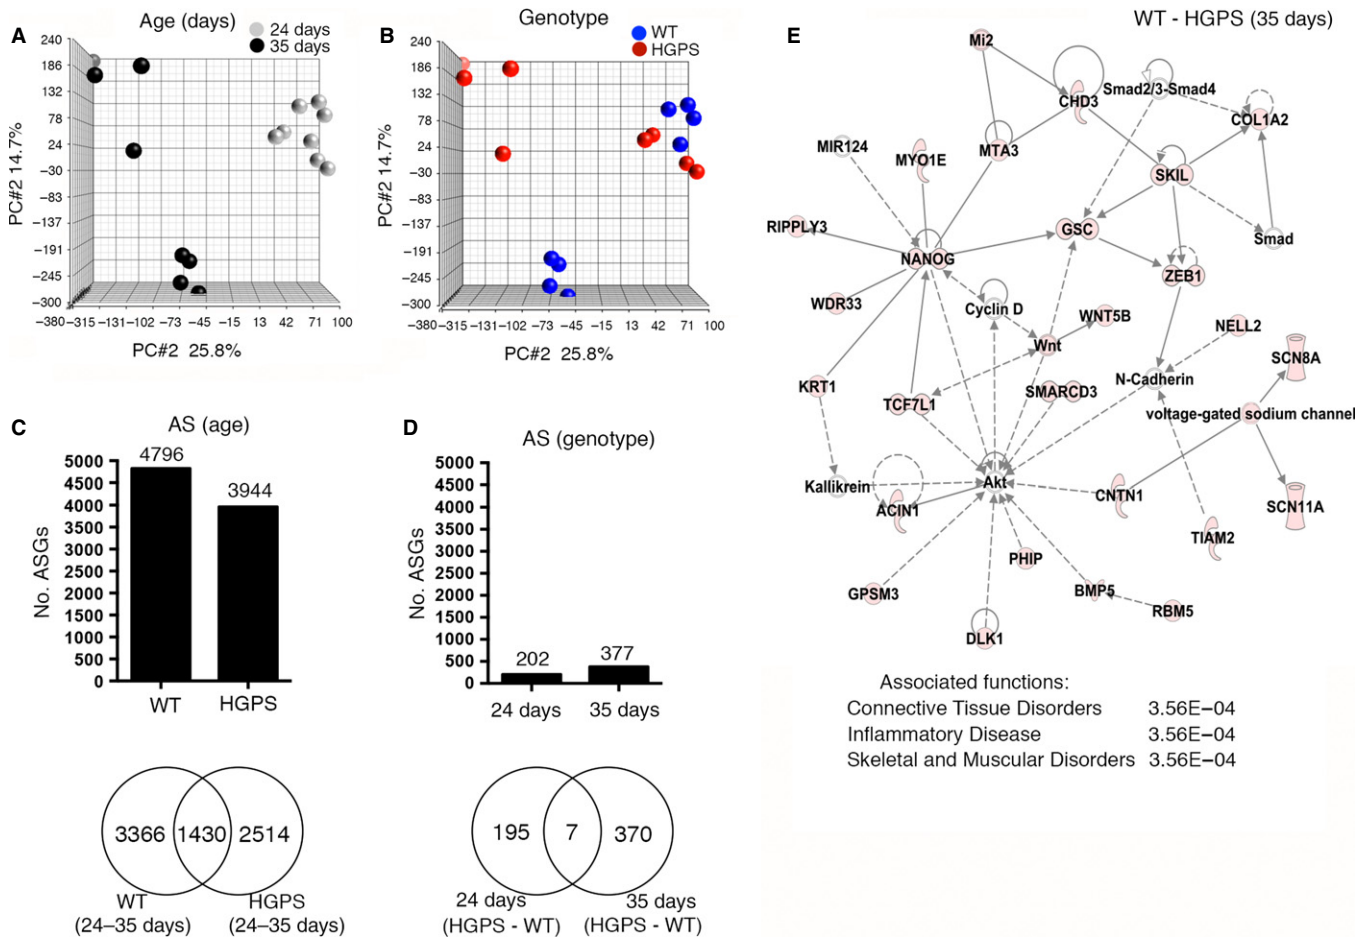 A
Age (days)
24 days
35 days
240
186
132
78
24
−30
−83
−137
−191
−245
−300
PC#2 14.7%
−380 −315 −131 −102 −73 −45 −15 13 42 71 100
PC#2 25.8%
B
Genotype
WT
HGPS
240
186
132
78
24
−30
−83
−137
−191
−245
−300
PC#2 14.7%
−380 −315 −131 −102 −73 −45 −15 13 42 71 100
PC#2 25.8%
C
AS (age)
No. ASGs
5000
4500
4000
3500
3000
2500
2000
1500
1000
500
0
4796
3944
WT
HGPS
3366 1430 2514
WT
(24–35 days)
HGPS
(24–35 days)
D
AS (genotype)
No. ASGs
5000
4500
4000
3500
3000
2500
2000
1500
1000
5000
500
0
202
377
24 days
35 days
195 7 370
24 days
(HGPS - WT)
35 days
(HGPS - WT)
E
WT - HGPS (35 days)
Mi2
CHD3
Smad2/3-Smad4
COL1A2
MIR124
MYO1E
MTA3
SKIL
RIPPLY3
GSC
Smad
NANOG
ZEB1
WDR33
Cyclin D
WNT5B
NELL2
Wnt
SCN8A
KRT1
N-Cadherin
TCF7L1
SMARCD3
voltage-gated sodium channel
Kallikrein
Akt
CNTN1
ACIN1
SCN11A
TIAM2
PHIP
GPSM3
BMP5
RBM5
DLK1
Associated functions:
Connective Tissue Disorders 3.56E−04
Inflammatory Disease 3.56E−04
Skeletal and Muscular Disorders 3.56E−04